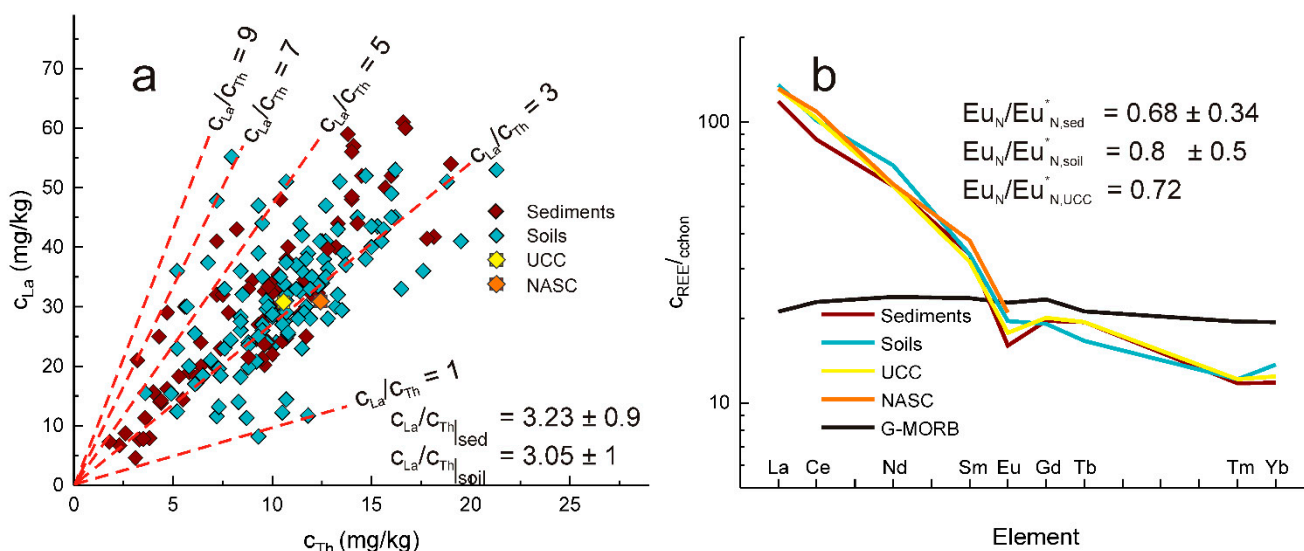 a
70
60
50
40
30
20
10
0
c_La (mg/kg)
0
5
10
15
20
25
c_Th (mg/kg)
c_La/c_Th = 9
c_La/c_Th = 7
c_La/c_Th = 5
c_La/c_Th = 3
c_La/c_Th = 1
Sediments
Soils
UCC
NASC
c_La/c_Th|sed = 3.23 ± 0.9
c_La/c_Th|soil = 3.05 ± 1
b
100
10
c_REE/cchon
Eu_N/Eu*_N,sed = 0.68 ± 0.34
Eu_N/Eu*_N,soil = 0.8 ± 0.5
Eu_N/Eu*_N,UCC = 0.72
Sediments
Soils
UCC
NASC
G-MORB
La Ce Nd Sm Eu Gd Tb Tm Yb
Element